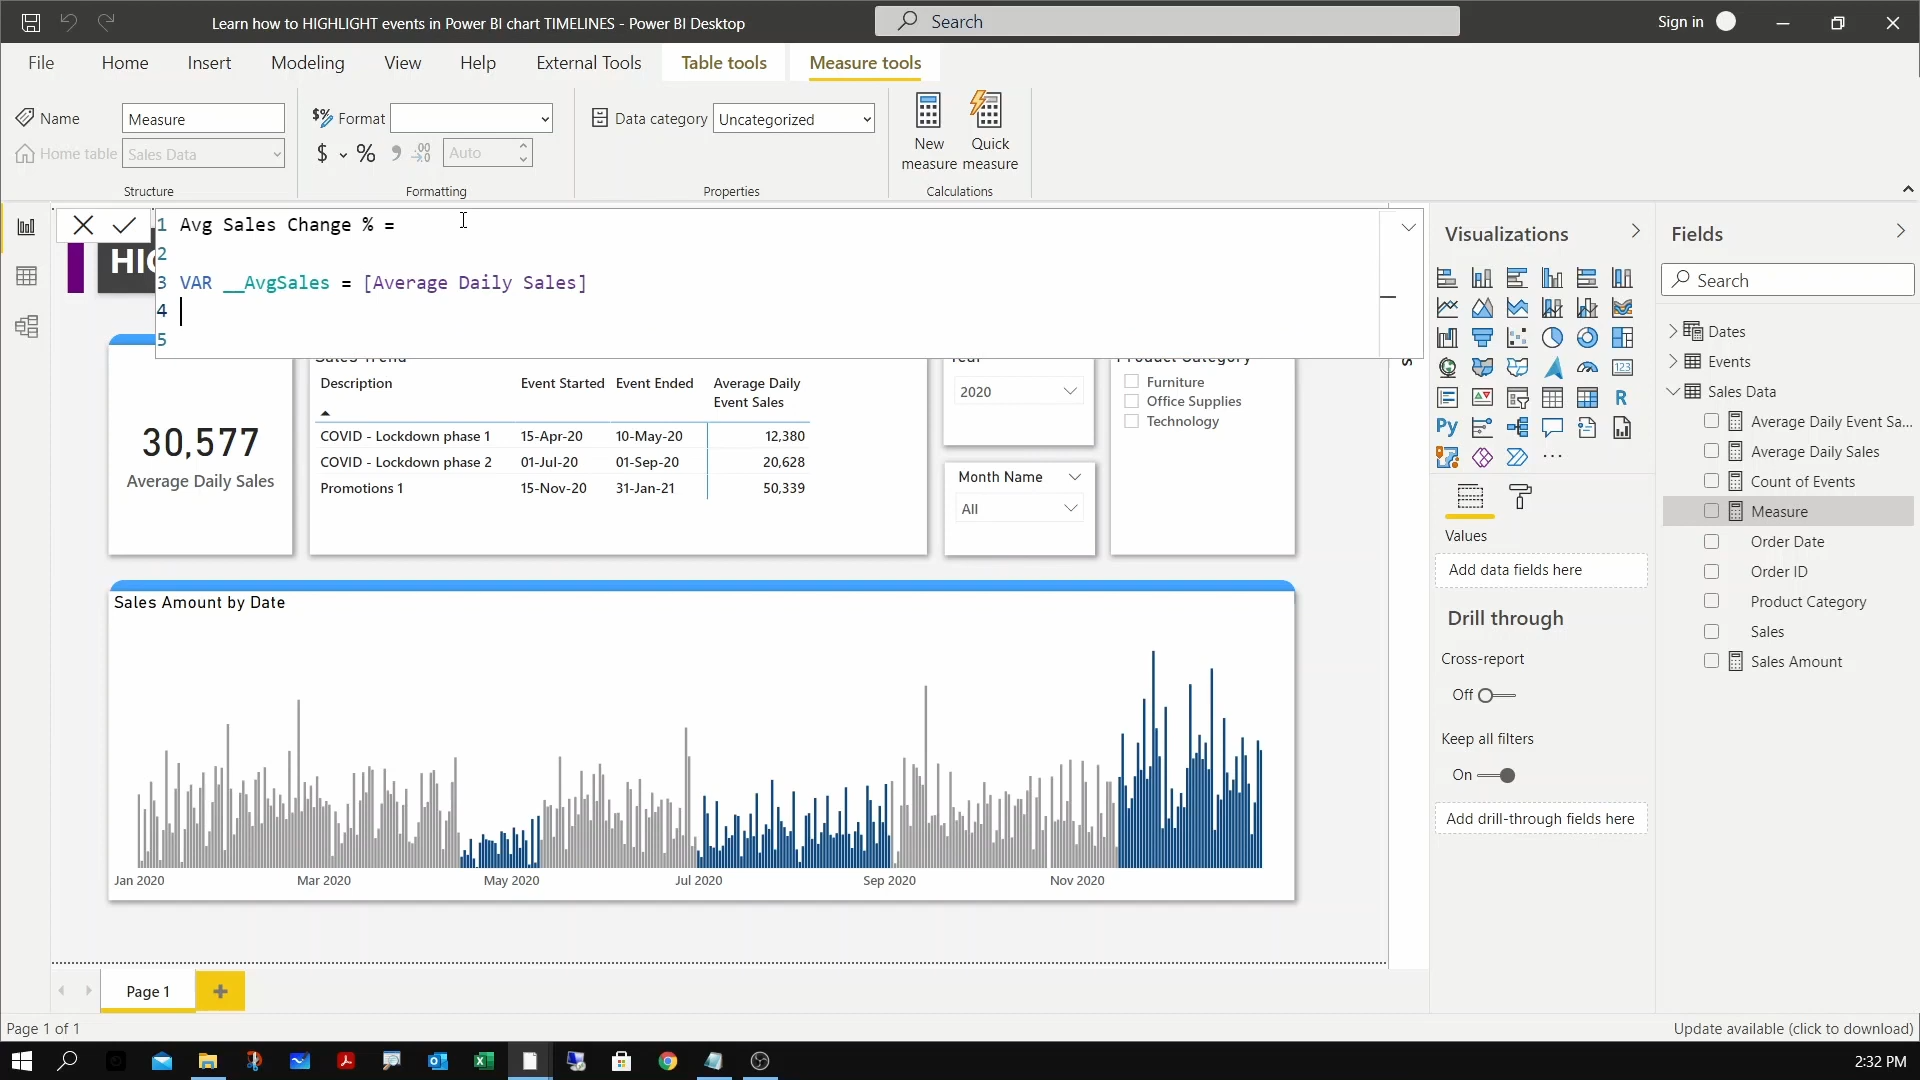 Learn how to HIGHLIGHT events in Power BI chart TIMELINES - Power BI Desktop
Search
Sign in
File
Home
Insert
Modeling
View
Help
External Tools
Table tools
Measure tools
Name
Measure
Format
Data category
Uncategorized
New measure
Quick measure
Home table
Sales Data
$
%
Auto
Structure
Formatting
Properties
Calculations
1 Avg Sales Change % =
2
3 VAR __AvgSales = [Average Daily Sales]
4
5
30,577
Average Daily Sales
Description
Event Started
Event Ended
Average Daily
Event Sales
COVID - Lockdown phase 1 15-Apr-20 10-May-20 12,380
COVID - Lockdown phase 2 01-Jul-20 01-Sep-20 20,628
Promotions 1 15-Nov-20 31-Jan-21 50,339
2020
Month Name
All
Furniture
Office Supplies
Technology
Sales Amount by Date
Jan 2020
Mar 2020
May 2020
Jul 2020
Sep 2020
Nov 2020
Visualizations
Values
Add data fields here
Drill through
Cross-report
Off
Keep all filters
On
Add drill-through fields here
Fields
Search
Dates
Events
Sales Data
Average Daily Event Sa...
Average Daily Sales
Count of Events
Measure
Order Date
Order ID
Product Category
Sales
Sales Amount
Page 1
Page 1 of 1
Update available (click to download)
2:32 PM